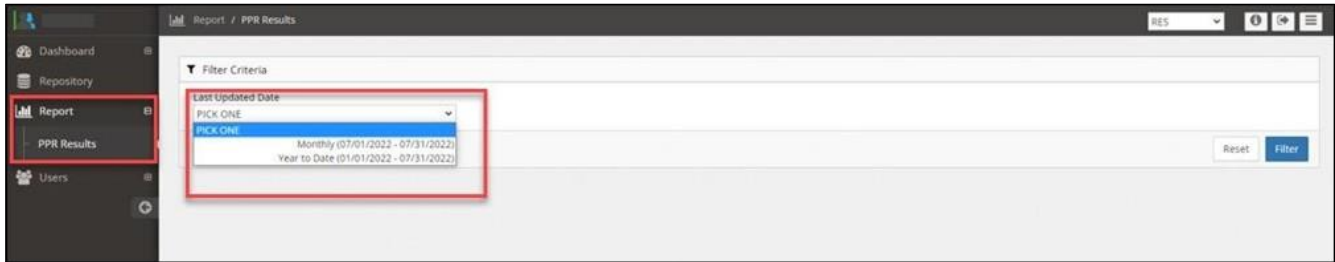 Report / PPR Results
RES
Dashboard
Repository
Report
PPR Results
Users
Filter Criteria
Last Updated Date
PICK ONE
PICK ONE
Monthly (07/01/2022 - 07/31/2022)
Year to Date (01/01/2022 - 07/31/2022)
Reset
Filter